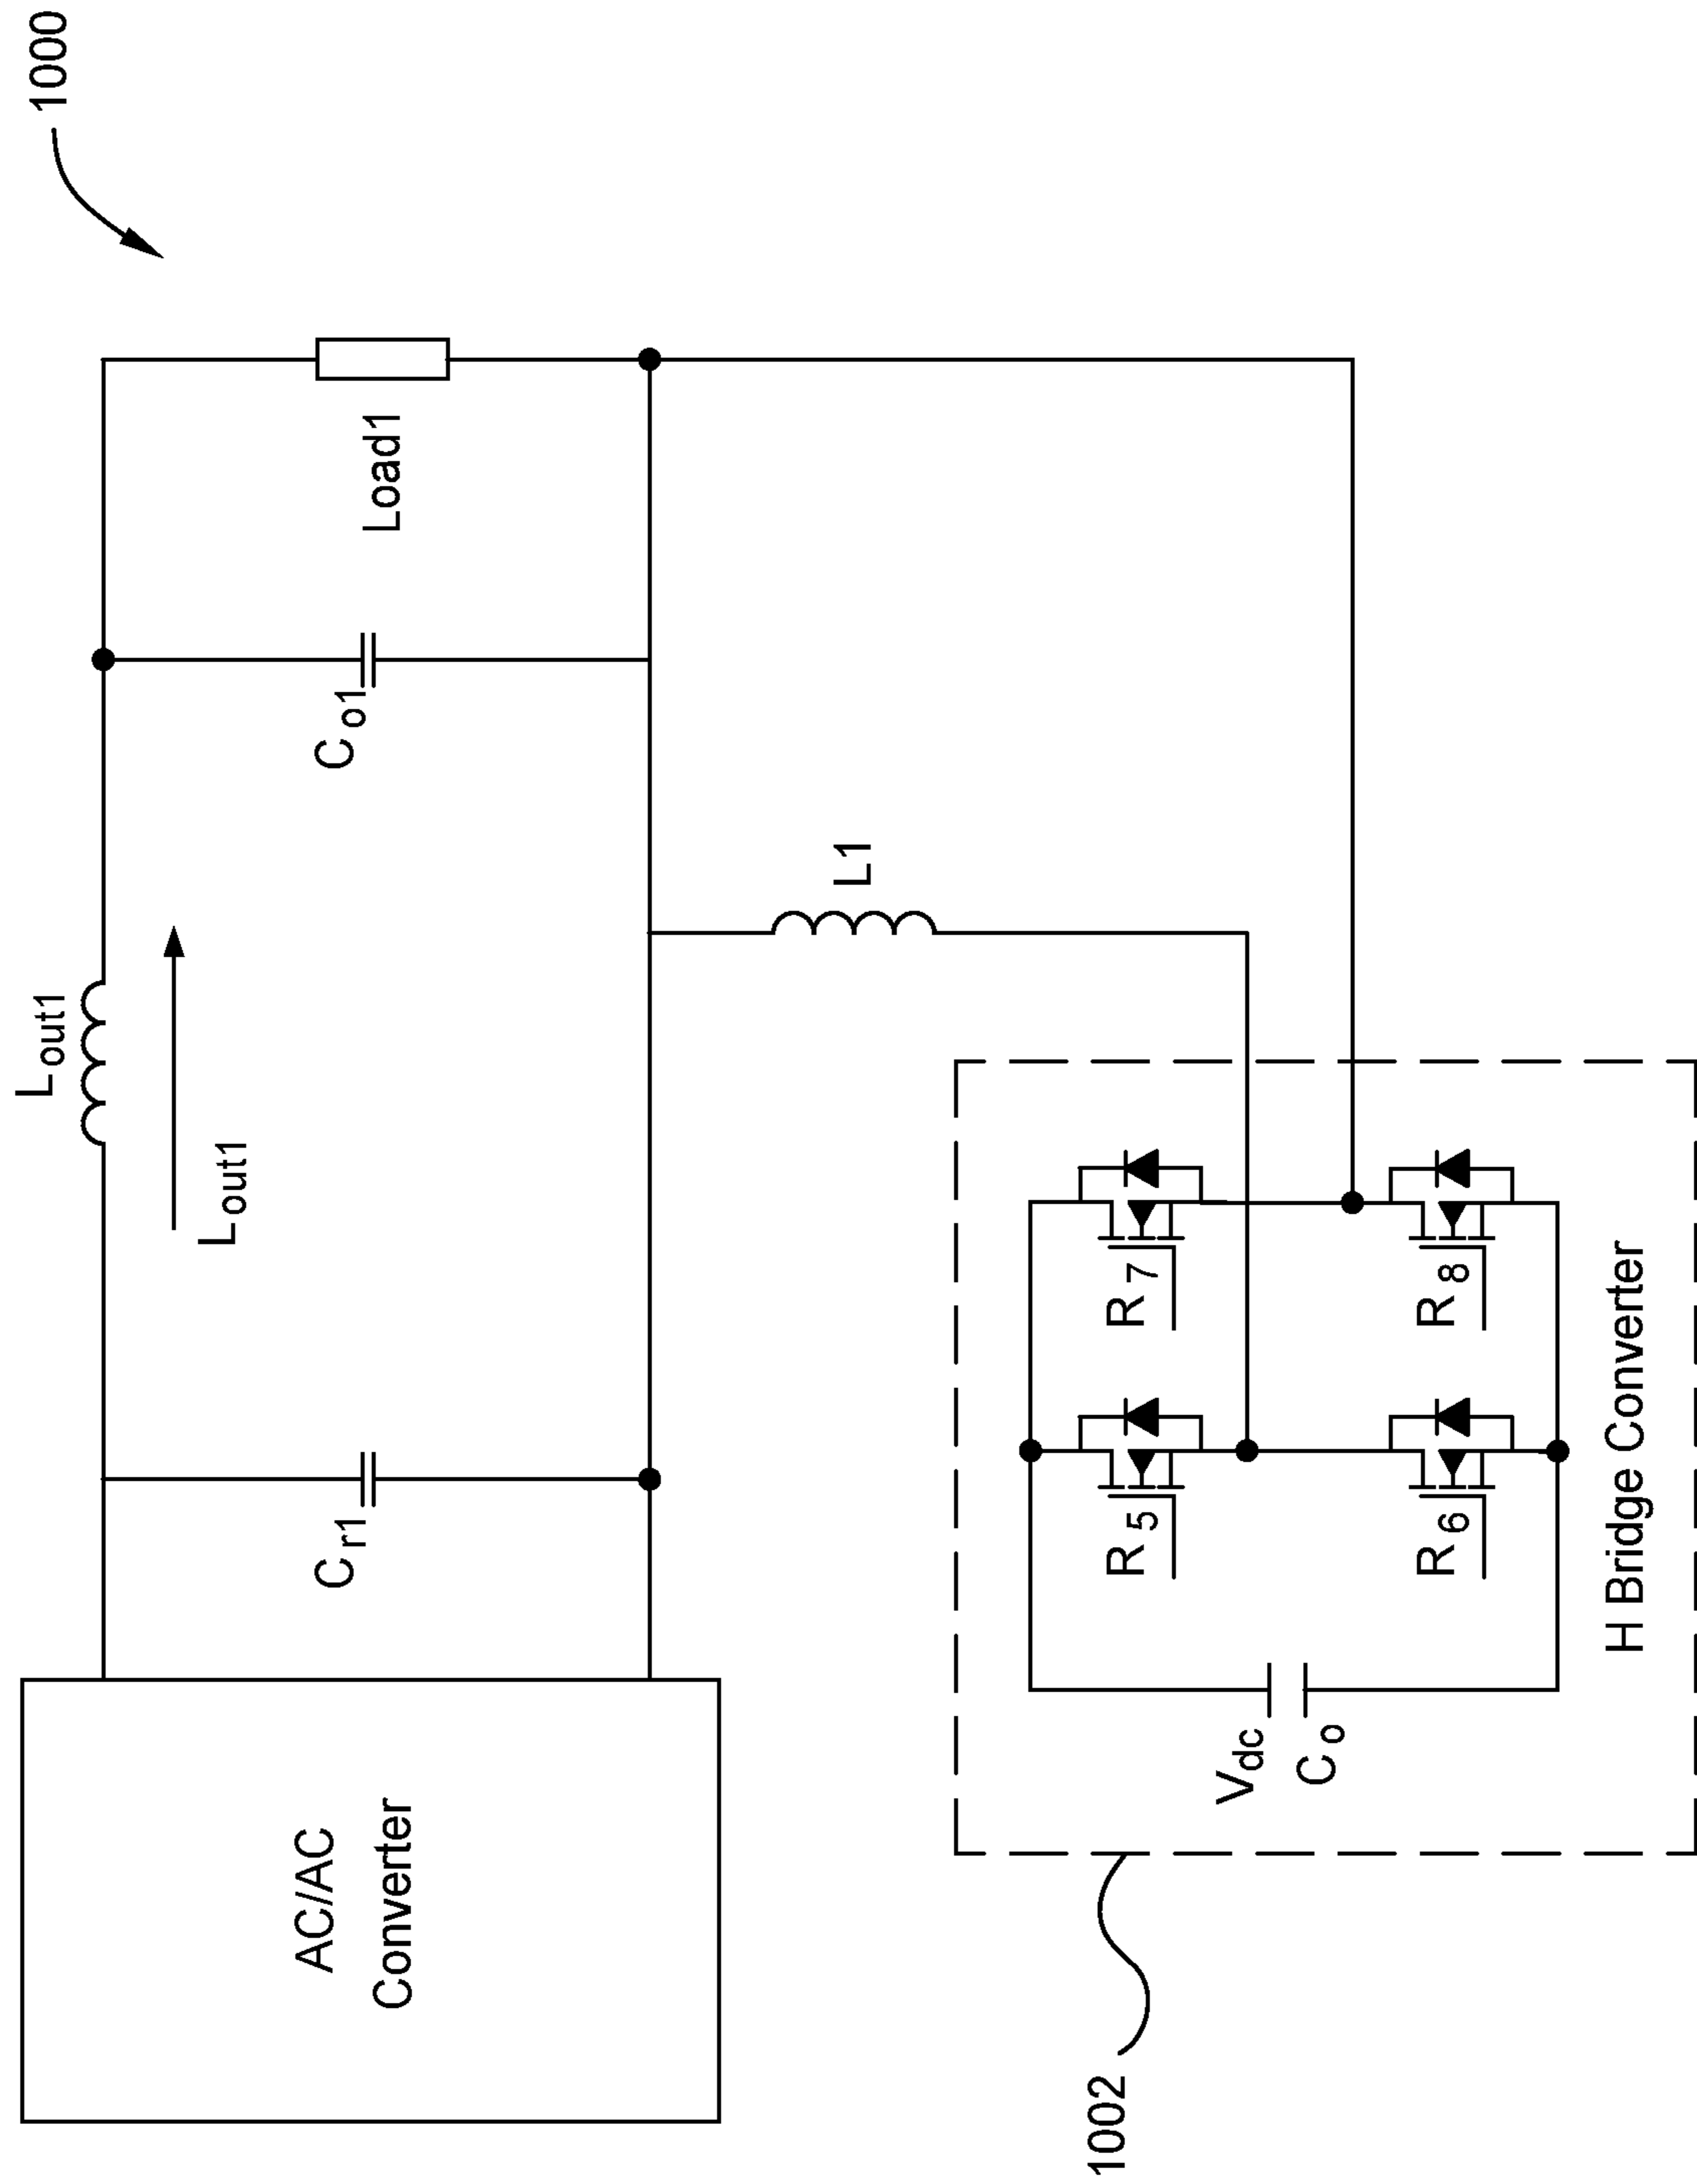 1000
Lout1
Lout1
Cr1
Co1
Load1
AC/AC
Converter
L1
1002
Vdc
Co
R5
R7
R6
R8
H Bridge Converter